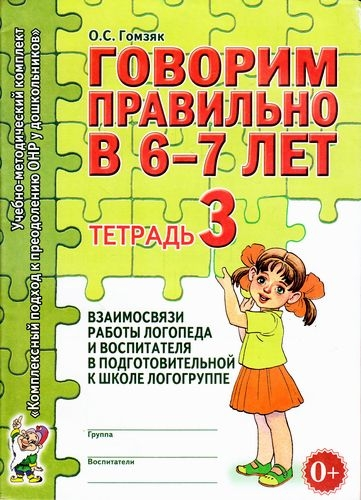 О.С. Гомзяк
ГОВОРИМ
ПРАВИЛЬНО
В 6–7 ЛЕТ
ТЕТРАДЬ 3
ВЗАИМОСВЯЗИ
РАБОТЫ ЛОГОПЕДА
И ВОСПИТАТЕЛЯ
В ПОДГОТОВИТЕЛЬНОЙ
К ШКОЛЕ ЛОГОГРУППЕ
Группа
Воспитатели
0+
Учебно-методический комплект
«Комплексный подход к преодолению ОНР у дошкольников»